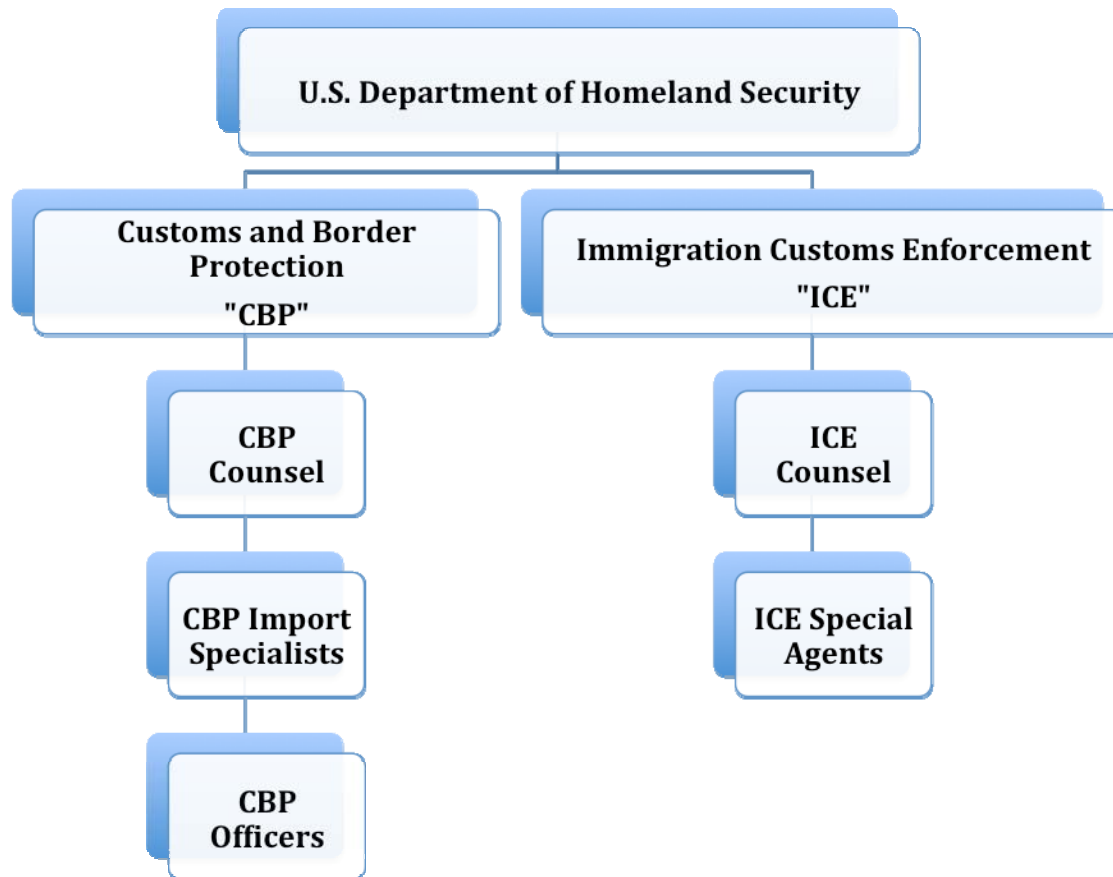 U.S. Department of Homeland Security
Customs and Border
Protection
"CBP"
Immigration Customs Enforcement
"ICE"
CBP
Counsel
ICE
Counsel
CBP Import
Specialists
ICE Special
Agents
CBP
Officers